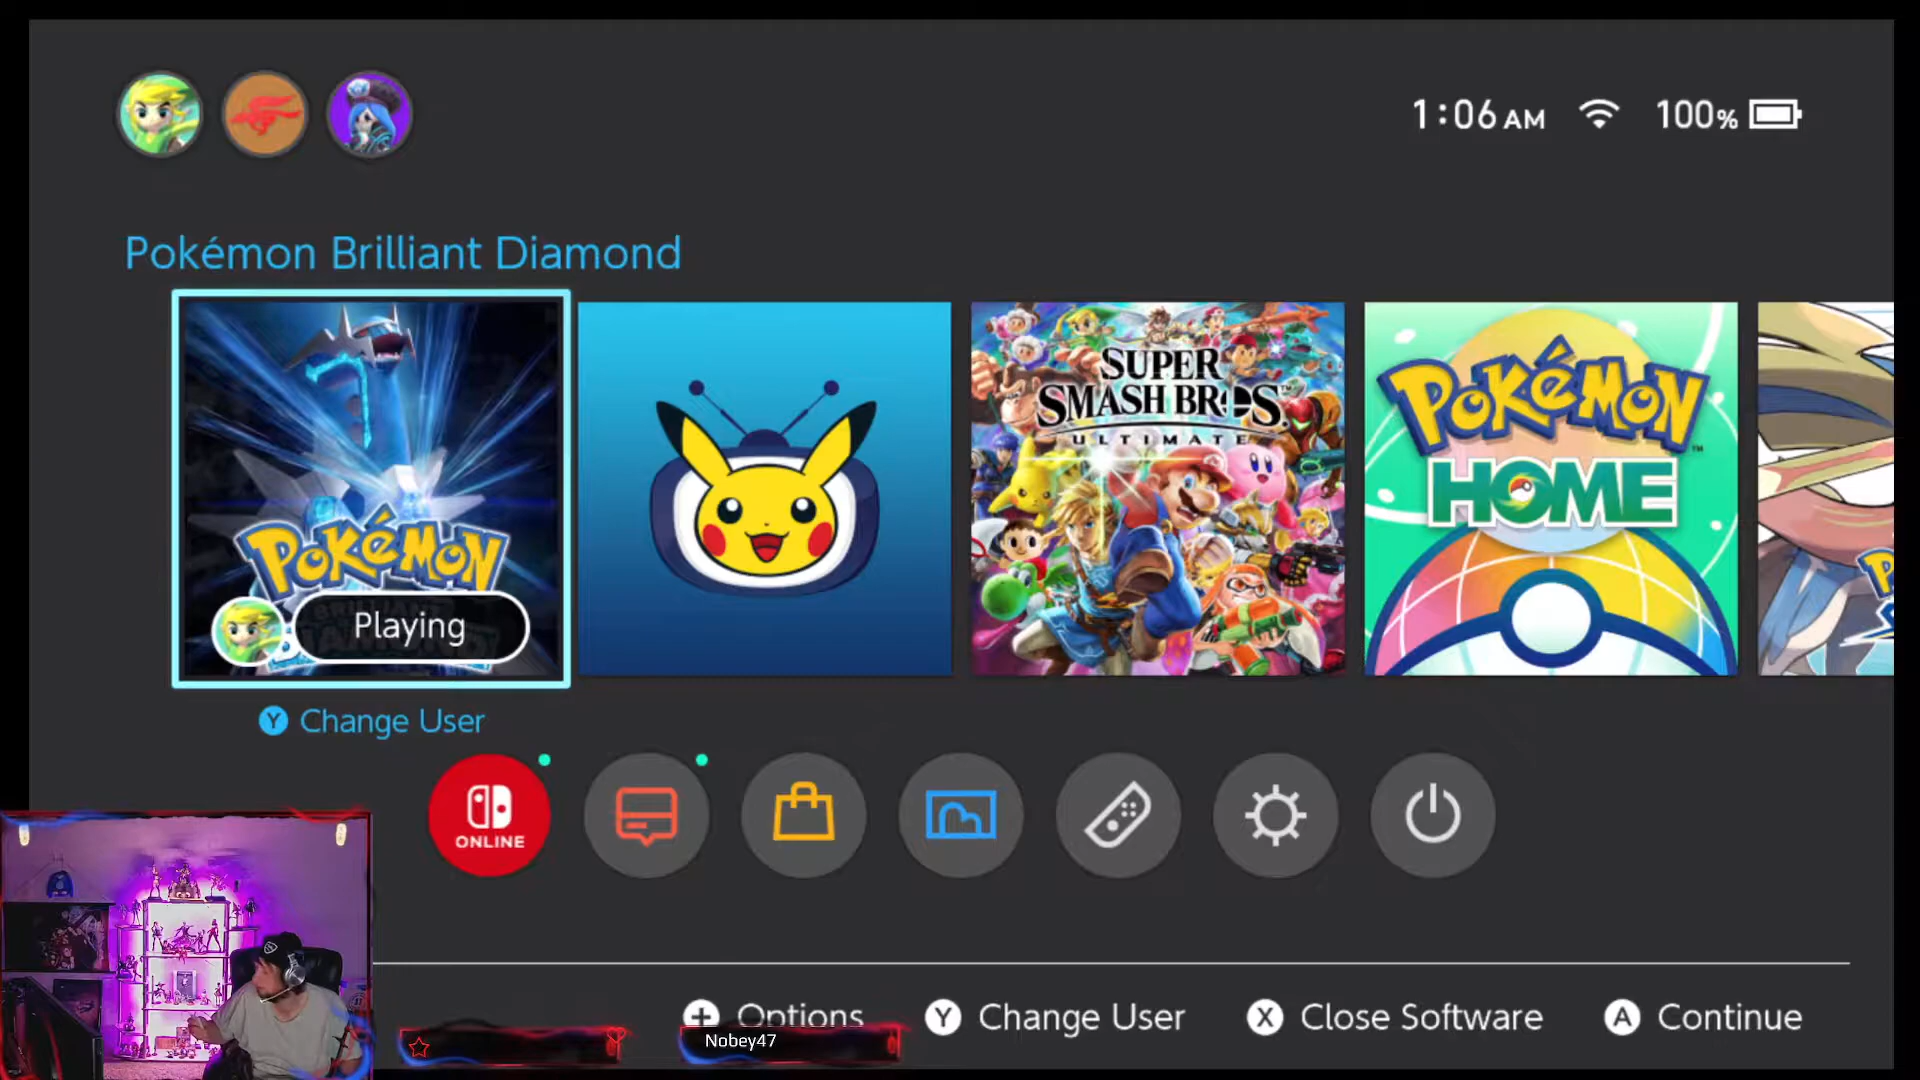 1:06 AM 100%
Pokémon Brilliant Diamond
POKÉMON
Playing
SUPER
SMASH BROS.
ULTIMATE
POKÉMON
HOME
Y Change User
ONLINE
+ Options Y Change User X Close Software A Continue
Nobey47